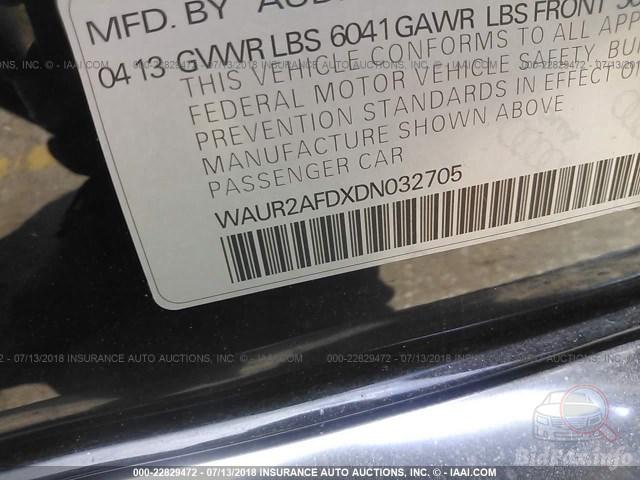 MFD. BY AUDI
04 13 GVWR LBS 6041 GAWR LBS FRONT
THIS VEHICLE CONFORMS TO ALL APP
FEDERAL MOTOR VEHICLE SAFETY, BU
PREVENTION STANDARDS IN EFFECT O
MANUFACTURE SHOWN ABOVE
PASSENGER CAR
WAUR2AFDXDN032705
000-22829472 - 07/13/2018 INSURANCE AUTO AUCTIONS, INC. - IAAI.COM
BidFax.info